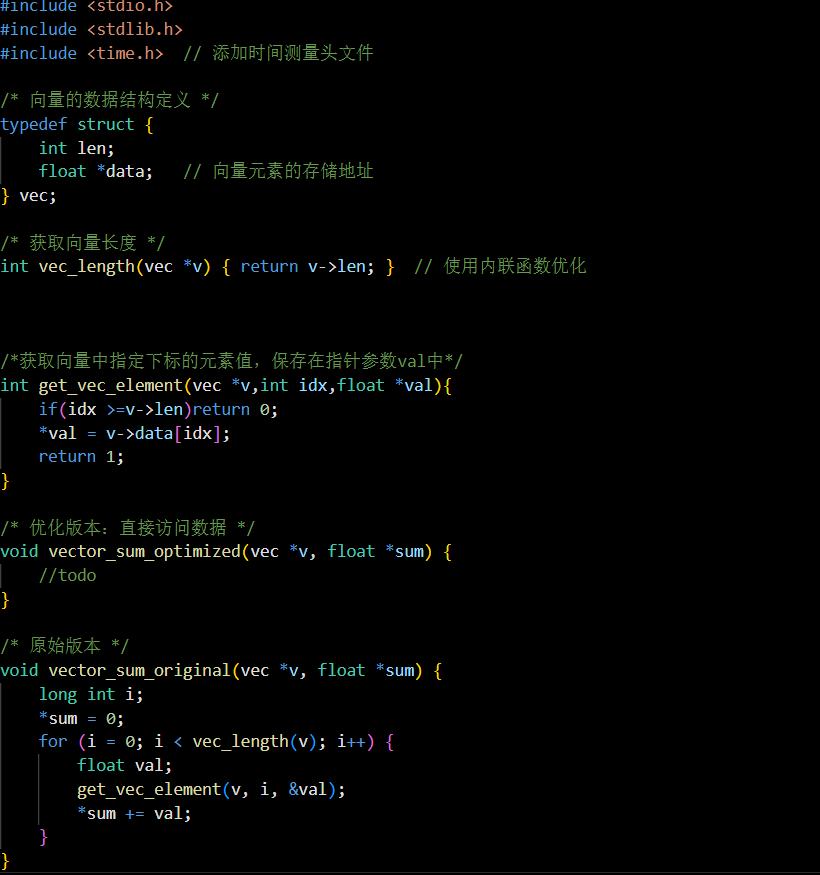 #include <stdio.h>
#include <stdlib.h>
#include <time.h>  // 添加时间测量头文件
/* 向量的数据结构定义 */
typedef struct {
    int len;
    float *data;   // 向量元素的存储地址
} vec;
/* 获取向量长度 */
int vec_length(vec *v) { return v->len; }  // 使用内联函数优化
/*获取向量中指定下标的元素值，保存在指针参数val中*/
int get_vec_element(vec *v,int idx,float *val){
    if(idx >=v->len)return 0;
    *val = v->data[idx];
    return 1;
}
/* 优化版本：直接访问数据 */
void vector_sum_optimized(vec *v, float *sum) {
    //todo
}
/* 原始版本 */
void vector_sum_original(vec *v, float *sum) {
    long int i;
    *sum = 0;
    for (i = 0; i < vec_length(v); i++) {
        float val;
        get_vec_element(v, i, &val);
        *sum += val;
    }
}